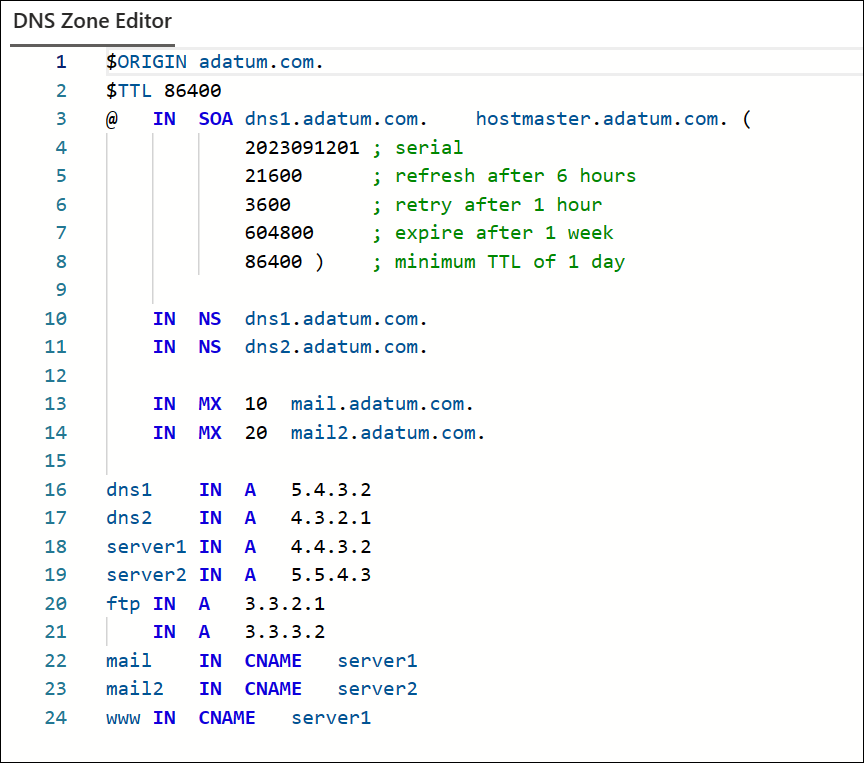 DNS Zone Editor
1 $ORIGIN adatum.com.
2 $TTL 86400
3 @ IN SOA dns1.adatum.com. hostmaster.adatum.com. (
4 2023091201 ; serial
5 21600 ; refresh after 6 hours
6 3600 ; retry after 1 hour
7 604800 ; expire after 1 week
8 86400 ) ; minimum TTL of 1 day
9
10 IN NS dns1.adatum.com.
11 IN NS dns2.adatum.com.
12
13 IN MX 10 mail.adatum.com.
14 IN MX 20 mail2.adatum.com.
15
16 dns1 IN A 5.4.3.2
17 dns2 IN A 4.3.2.1
18 server1 IN A 4.4.3.2
19 server2 IN A 5.5.4.3
20 ftp IN A 3.3.2.1
21 IN A 3.3.3.2
22 mail IN CNAME server1
23 mail2 IN CNAME server2
24 www IN CNAME server1